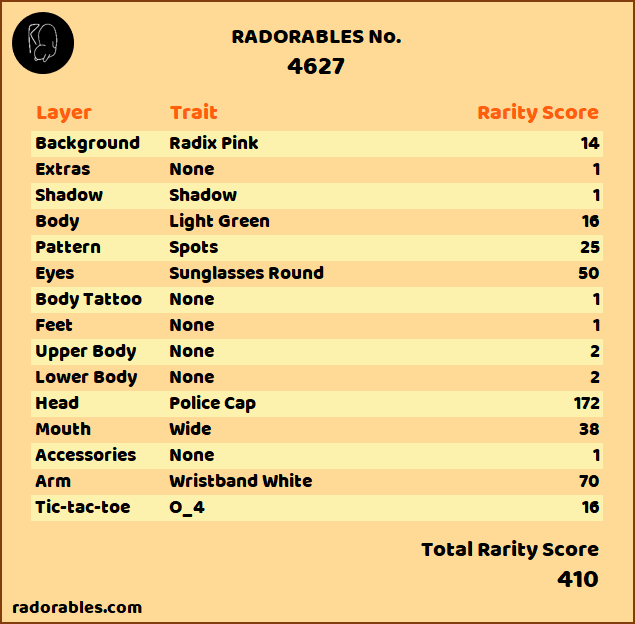 RADORABLES No.
4627
Layer Trait Rarity Score
Background Radix Pink 14
Extras None 1
Shadow Shadow 1
Body Light Green 16
Pattern Spots 25
Eyes Sunglasses Round 50
Body Tattoo None 1
Feet None 1
Upper Body None 2
Lower Body None 2
Head Police Cap 172
Mouth Wide 38
Accessories None 1
Arm Wristband White 70
Tic-tac-toe O_4 16
Total Rarity Score
410
radorables.com